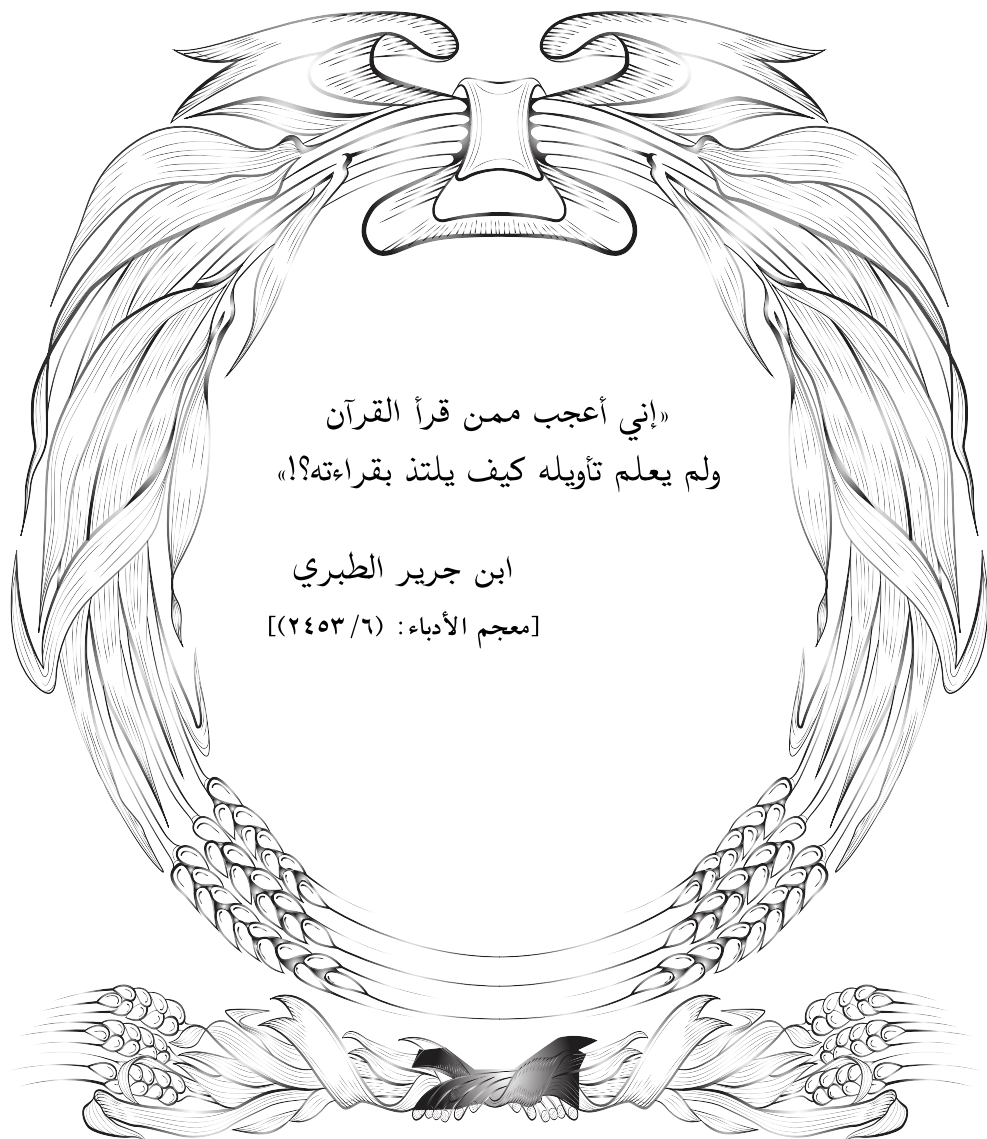 «إني أعجب ممن قرأ القرآن
ولم يعلم تأويله كيف يلتذ بقراءته؟!»
ابن جرير الطبري
[معجم الأدباء: (٦/ ٢٤٥٣)]